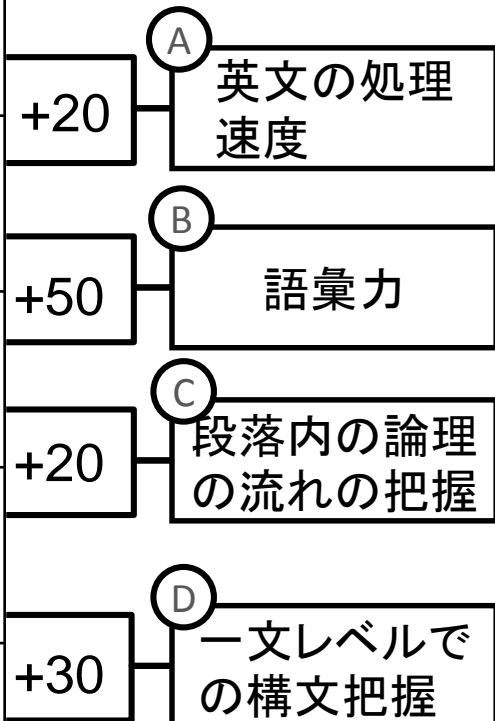 A
+20
英文の処理
速度
B
+50
語彙力
C
+20
段落内の論理
の流れの把握
D
+30
一文レベルで
の構文把握